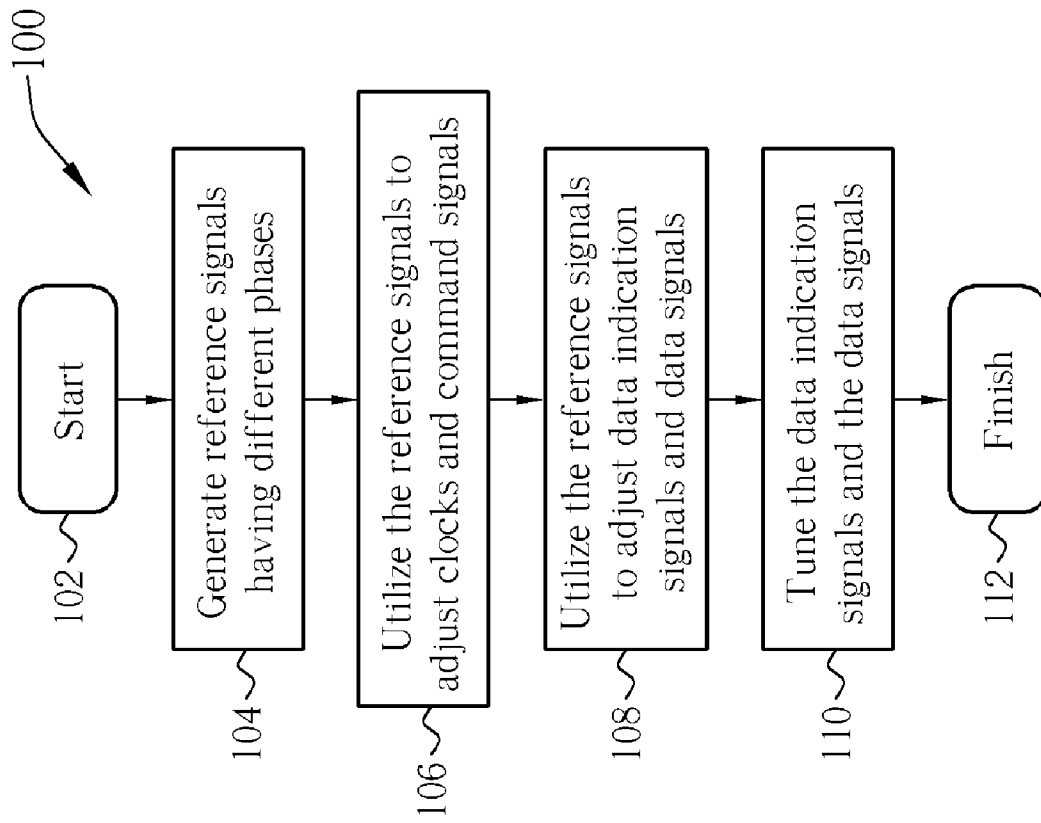 100
Start
102
Generate reference signals
having different phases
104
Utilize the reference signals to
adjust clocks and command signals
106
Utilize the reference signals
to adjust data indication
signals and data signals
108
Tune the data indication
signals and the data signals
110
Finish
112